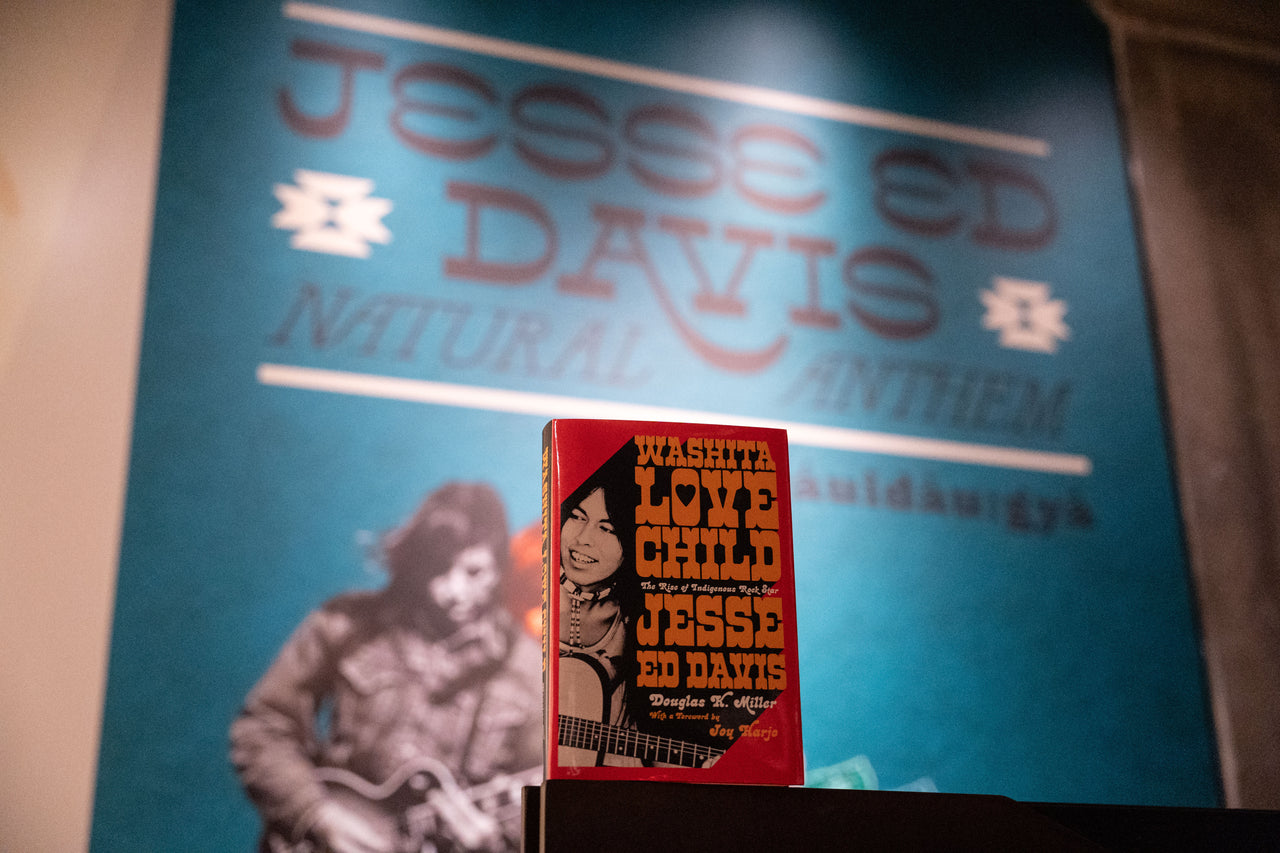 JESSE ED
DAVIS
NATURAL ANTHEM
WASHITA
LOVE
CHILD
The Rise of Indigenous Rock Star
JESSE
ED DAVIS
Douglas K. Miller
With a Foreword by
Joy Harjo